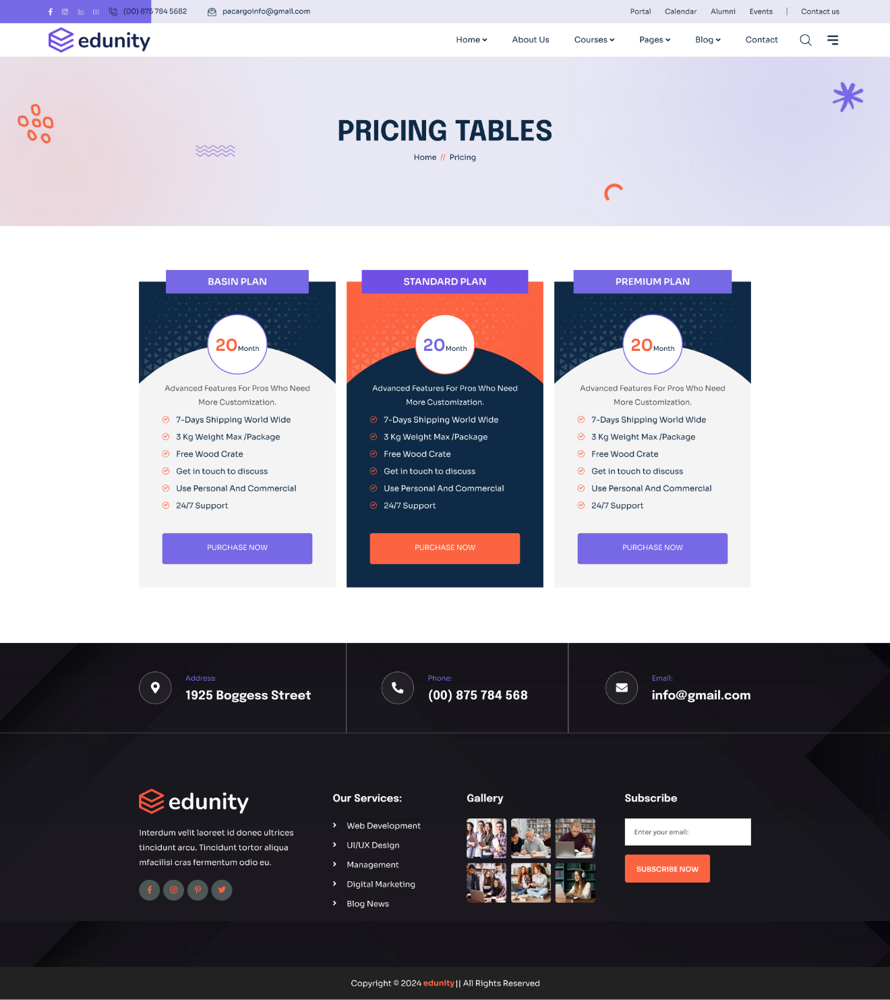 (00) 875 784 5682 pacargoinfo@gmail.com Portal Calendar Alumni Events | Contact us
edunity Home About Us Courses Pages Blog Contact
PRICING TABLES
Home // Pricing
BASIN PLAN
20 Month
Advanced Features For Pros Who Need
More Customization.
7-Days Shipping World Wide
3 Kg Weight Max /Package
Free Wood Crate
Get in touch to discuss
Use Personal And Commercial
24/7 Support
PURCHASE NOW
STANDARD PLAN
20 Month
Advanced Features For Pros Who Need
More Customization.
7-Days Shipping World Wide
3 Kg Weight Max /Package
Free Wood Crate
Get in touch to discuss
Use Personal And Commercial
24/7 Support
PURCHASE NOW
PREMIUM PLAN
20 Month
Advanced Features For Pros Who Need
More Customization.
7-Days Shipping World Wide
3 Kg Weight Max /Package
Free Wood Crate
Get in touch to discuss
Use Personal And Commercial
24/7 Support
PURCHASE NOW
Address:
1925 Boggess Street
Phone:
(00) 875 784 568
Email:
info@gmail.com
edunity
Interdum velit laoreet id donec ultrices
tincidunt arcu. Tincidunt tortor aliqua
mfacilisi cras fermentum odio eu.
Our Services:
Web Development
UI/UX Design
Management
Digital Marketing
Blog News
Gallery
Subscribe
Enter your email:
SUBSCRIBE NOW
Copyright © 2024 edunity || All Rights Reserved